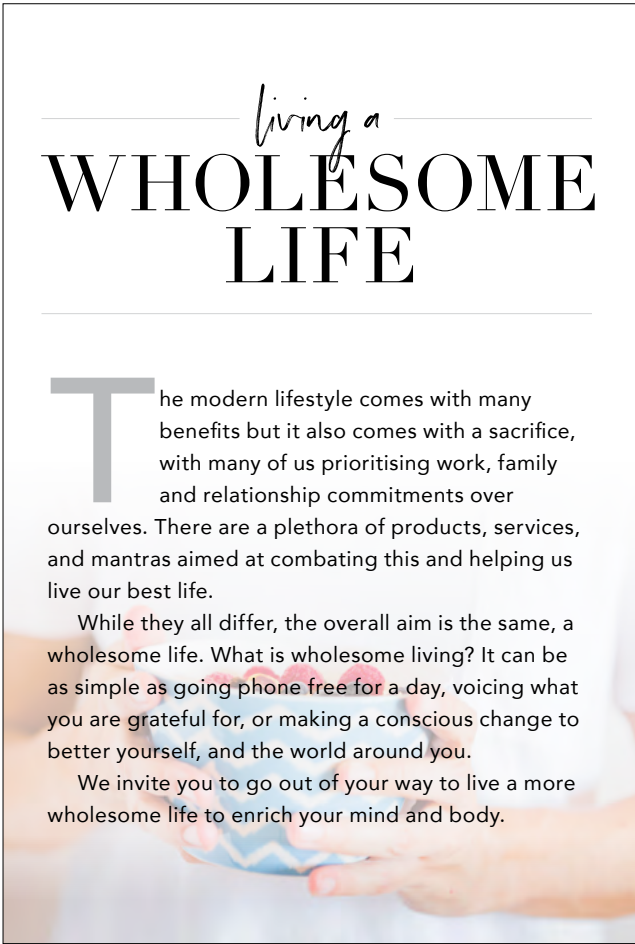 living a
WHOLESOME
LIFE
The modern lifestyle comes with many
benefits but it also comes with a sacrifice,
with many of us prioritising work, family
and relationship commitments over
ourselves. There are a plethora of products, services,
and mantras aimed at combating this and helping us
live our best life.
While they all differ, the overall aim is the same, a
wholesome life. What is wholesome living? It can be
as simple as going phone free for a day, voicing what
you are grateful for, or making a conscious change to
better yourself, and the world around you.
We invite you to go out of your way to live a more
wholesome life to enrich your mind and body.